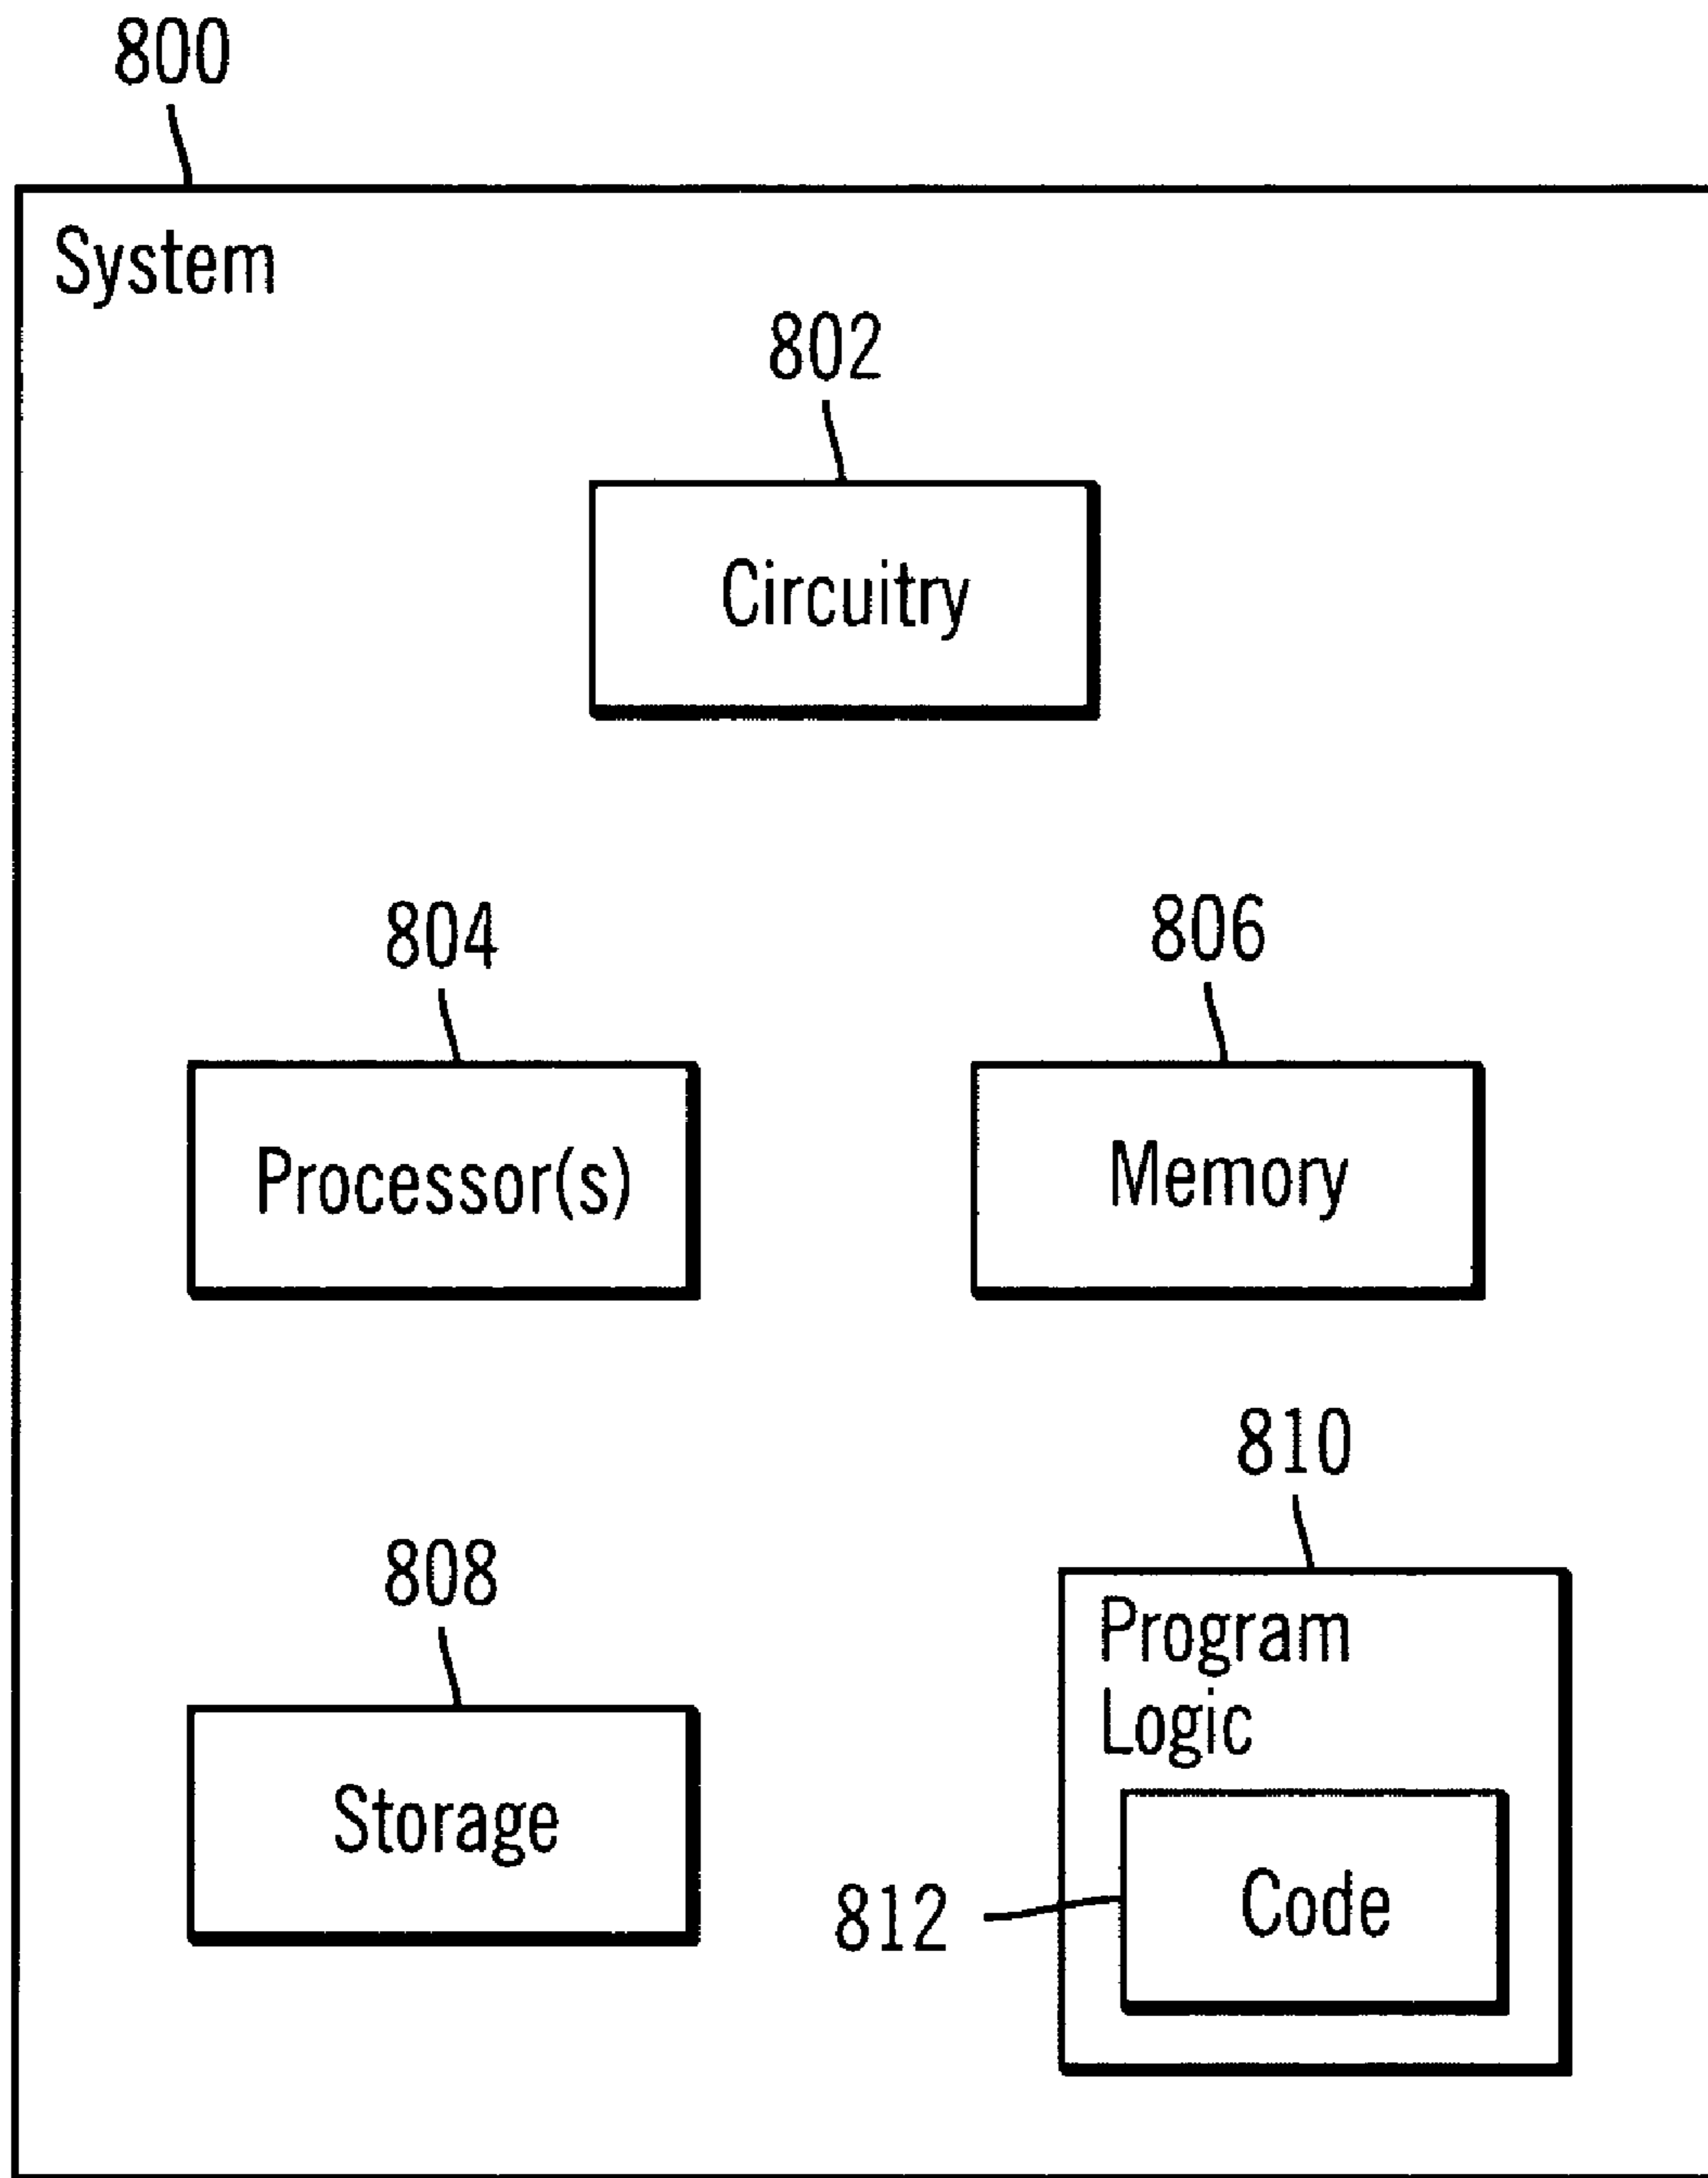 800
System
802
Circuitry
804
806
Processor(s)
Memory
810
808
Program
Logic
Storage
812
Code